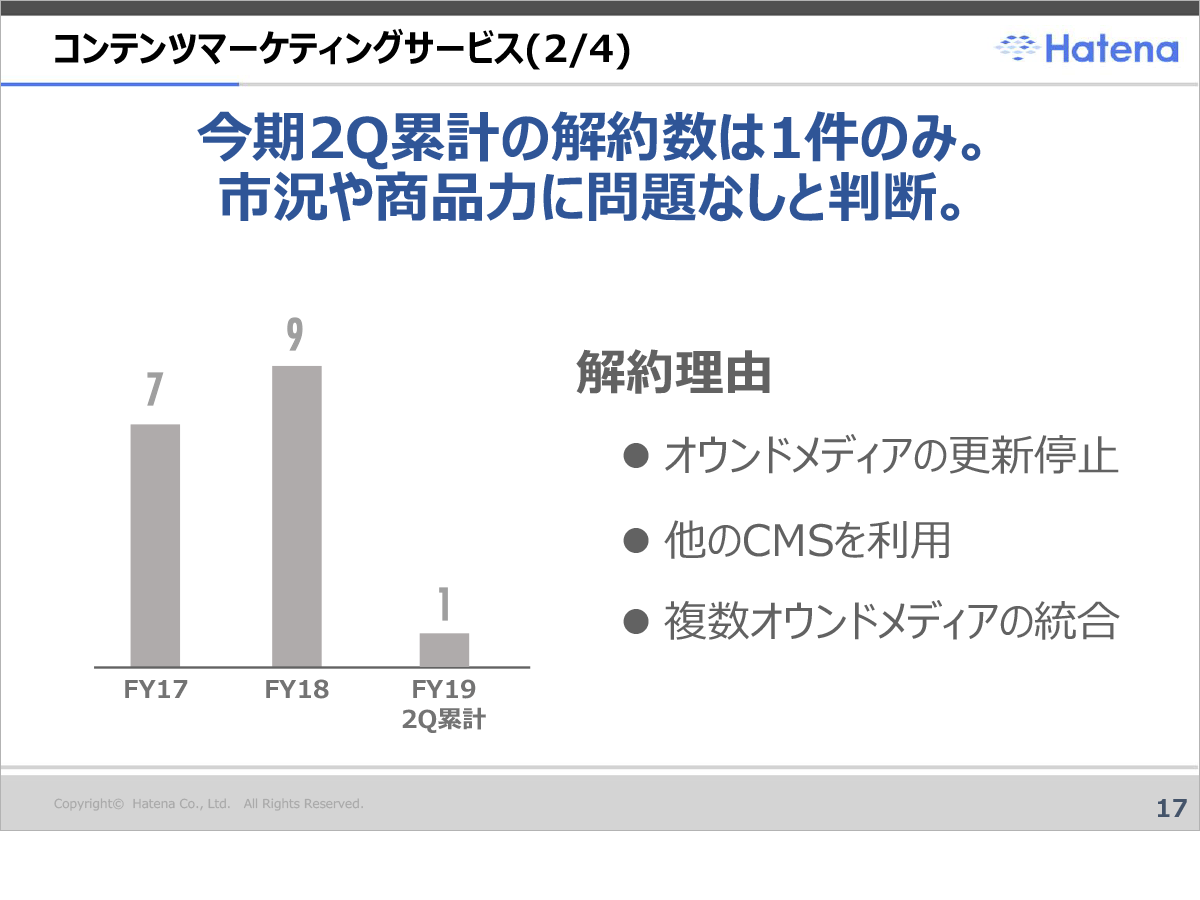 コンテンツマーケティングサービス(2/4)
Hatena
今期2Q累計の解約数は1件のみ。
市況や商品力に問題なしと判断。
7
9
1
FY17
FY18
FY19
2Q累計
解約理由
● オウンドメディアの更新停止
● 他のCMSを利用
● 複数オウンドメディアの統合
Copyright© Hatena Co., Ltd. All Rights Reserved.
17